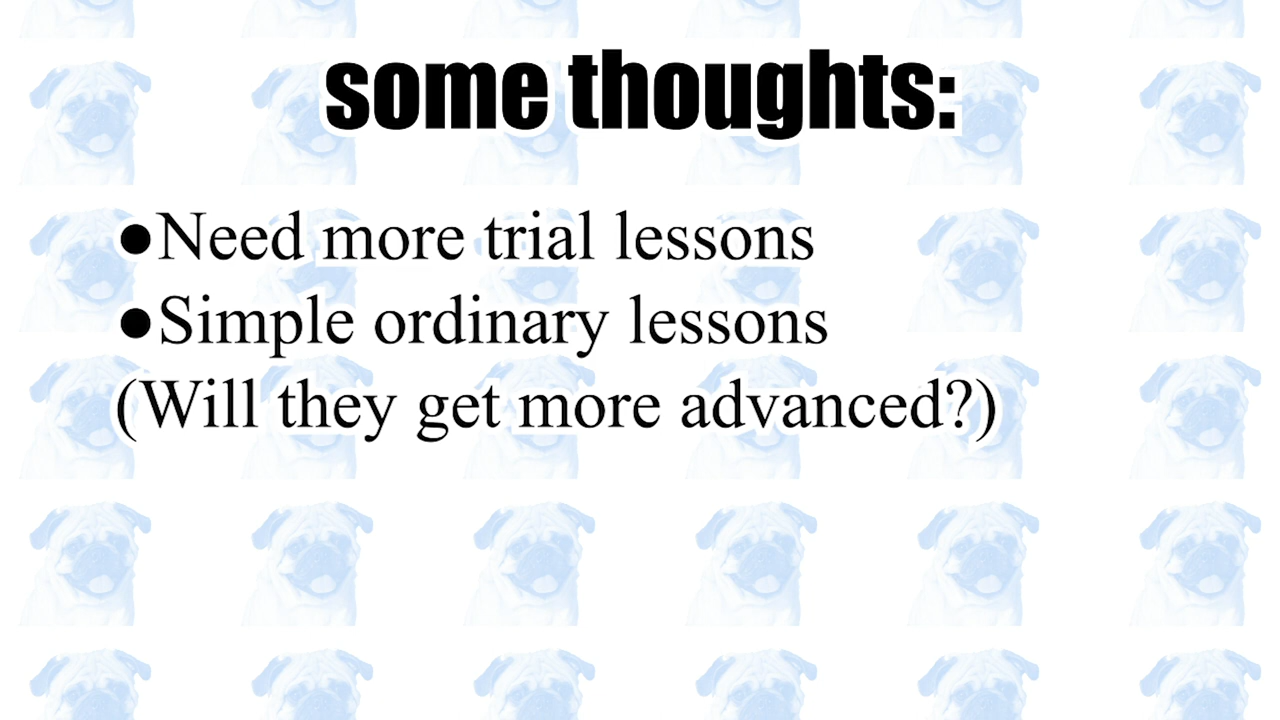 some thoughts:
●Need more trial lessons
●Simple ordinary lessons
(Will they get more advanced?)